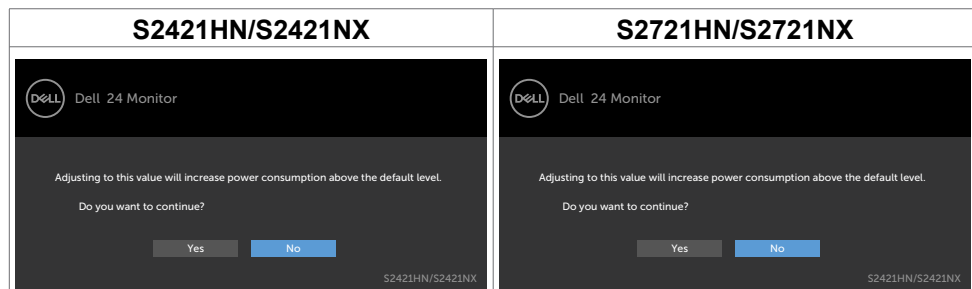 S2421HN/S2421NX
S2721HN/S2721NX
DELL Dell 24 Monitor
Adjusting to this value will increase power consumption above the default level.
Do you want to continue?
Yes No
S2421HN/S2421NX
DELL Dell 24 Monitor
Adjusting to this value will increase power consumption above the default level.
Do you want to continue?
Yes No
S2421HN/S2421NX